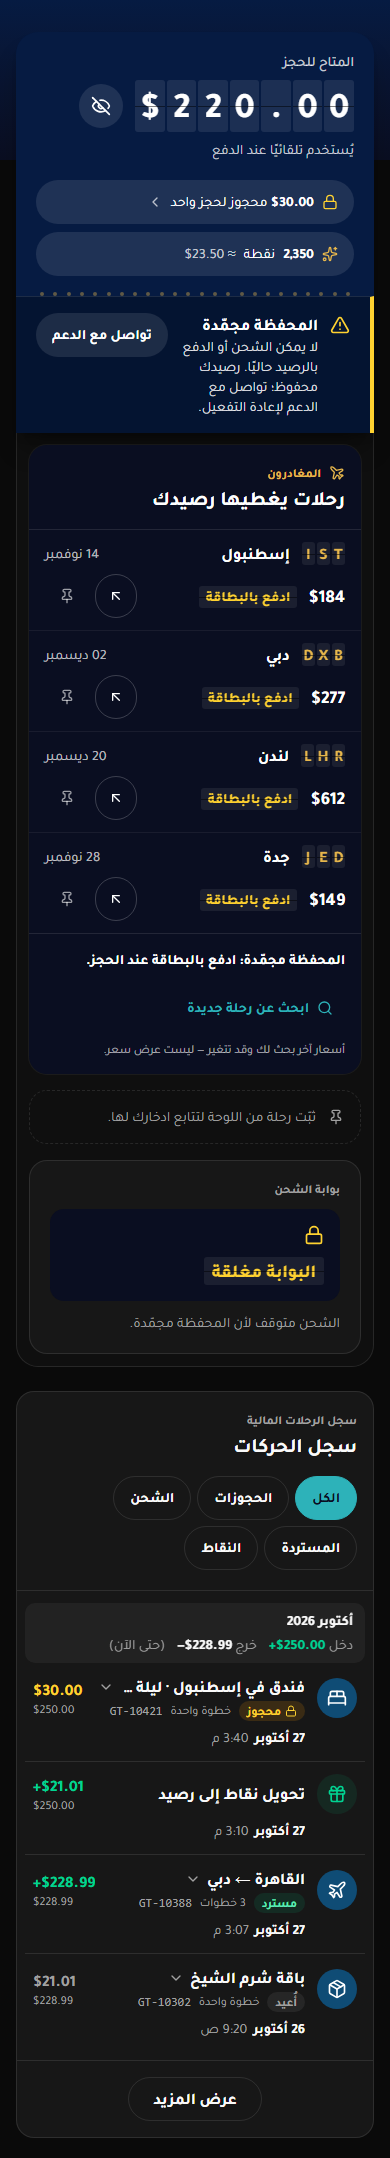 المتاح للحجز
$220.00
يُستخدم تلقائيًا عند الدفع
$30.00 محجوز لحجز واحد
2,350 نقطة ≈ $23.50
المحفظة مجمّدة
لا يمكن الشحن أو الدفع
بالرصيد حاليًا. رصيدك
محفوظ؛ تواصل مع
الدعم لإعادة التفعيل.
تواصل مع الدعم
المغادرون
رحلات يغطيها رصيدك
IST إسطنبول 14 نوفمبر
$184 ادفع بالبطاقة
DXB دبي 02 ديسمبر
$277 ادفع بالبطاقة
LHR لندن 20 ديسمبر
$612 ادفع بالبطاقة
JED جدة 28 نوفمبر
$149 ادفع بالبطاقة
المحفظة مجمّدة: ادفع بالبطاقة عند الحجز.
ابحث عن رحلة جديدة
أسعار آخر بحث لك وقد تتغير – ليست عرض سعر.
ثبّت رحلة من اللوحة لتتابع ادخارك لها.
بوابة الشحن
البوابة مغلقة
الشحن متوقف لأن المحفظة مجمّدة.
سجل الرحلات المالية
سجل الحركات
الكل الحجوزات الشحن
المستردة النقاط
أكتوبر 2026
دخل +$250.00 خرج −$228.99 (حتى الآن)
فندق في إسطنبول · ليلة … $30.00
محجوز خطوة واحدة GT-10421 $250.00
27 أكتوبر 3:40 م
تحويل نقاط إلى رصيد +$21.01
$250.00
27 أكتوبر 3:10 م
القاهرة ← دبي +$228.99
مسترد 3 خطوات GT-10388 $228.99
27 أكتوبر 3:07 م
باقة شرم الشيخ $21.01
أُعيد خطوة واحدة GT-10302 $228.99
26 أكتوبر 9:20 ص
عرض المزيد